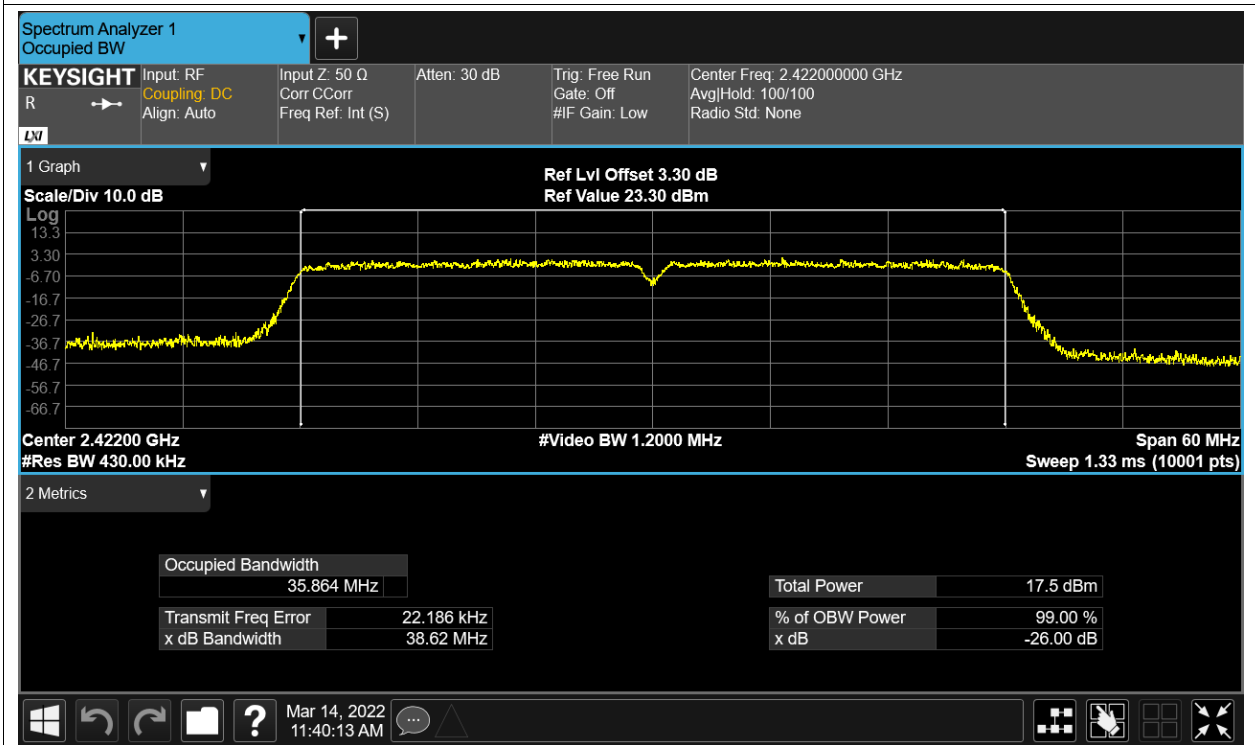 Spectrum Analyzer 1
Occupied BW
+
KEYSIGHT
R
LXI
Input: RF
Coupling: DC
Align: Auto
Input Z: 50 Ω
Corr CCorr
Freq Ref: Int (S)
Atten: 30 dB
Trig: Free Run
Gate: Off
#IF Gain: Low
Center Freq: 2.422000000 GHz
Avg|Hold: 100/100
Radio Std: None
1 Graph
Scale/Div 10.0 dB
Ref Lvl Offset 3.30 dB
Ref Value 23.30 dBm
Log
13.3
3.30
-6.70
-16.7
-26.7
-36.7
-46.7
-56.7
-66.7
Center 2.42200 GHz
#Video BW 1.2000 MHz
Span 60 MHz
#Res BW 430.00 kHz
Sweep 1.33 ms (10001 pts)
2 Metrics
Occupied Bandwidth
35.864 MHz
Total Power 17.5 dBm
Transmit Freq Error 22.186 kHz
% of OBW Power 99.00 %
x dB Bandwidth 38.62 MHz
x dB -26.00 dB
?
Mar 14, 2022
11:40:13 AM